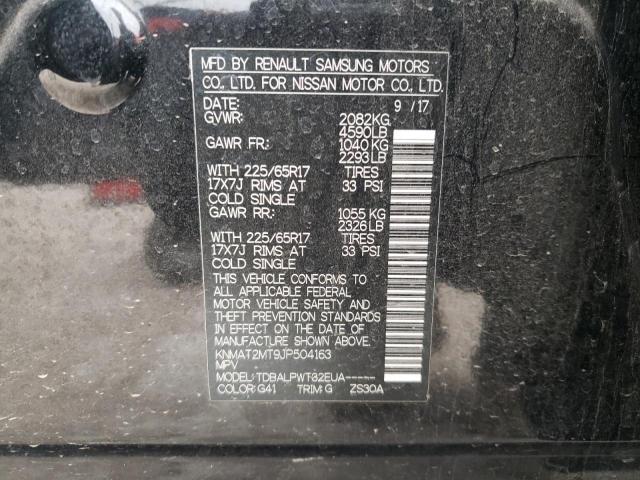 MFD BY RENAULT SAMSUNG MOTORS
CO., LTD. FOR NISSAN MOTOR CO., LTD.
DATE: 9 / 17
GVWR: 2082KG
4590LB
GAWR FR: 1040 KG
2293LB
WITH 225/65R17 TIRES
17X7J RIMS AT 33 PSI
COLD SINGLE
GAWR RR: 1055 KG
2326LB
WITH 225/65R17 TIRES
17X7J RIMS AT 33 PSI
COLD SINGLE
THIS VEHICLE CONFORMS TO
ALL APPLICABLE FEDERAL
MOTOR VEHICLE SAFETY AND
THEFT PREVENTION STANDARDS
IN EFFECT ON THE DATE OF
MANUFACTURE SHOWN ABOVE.
KNMAT2MT9JP504163
MPV
MODEL: TDBALPWT32EUA-----
COLOR: G41 TRIM: G ZS30A